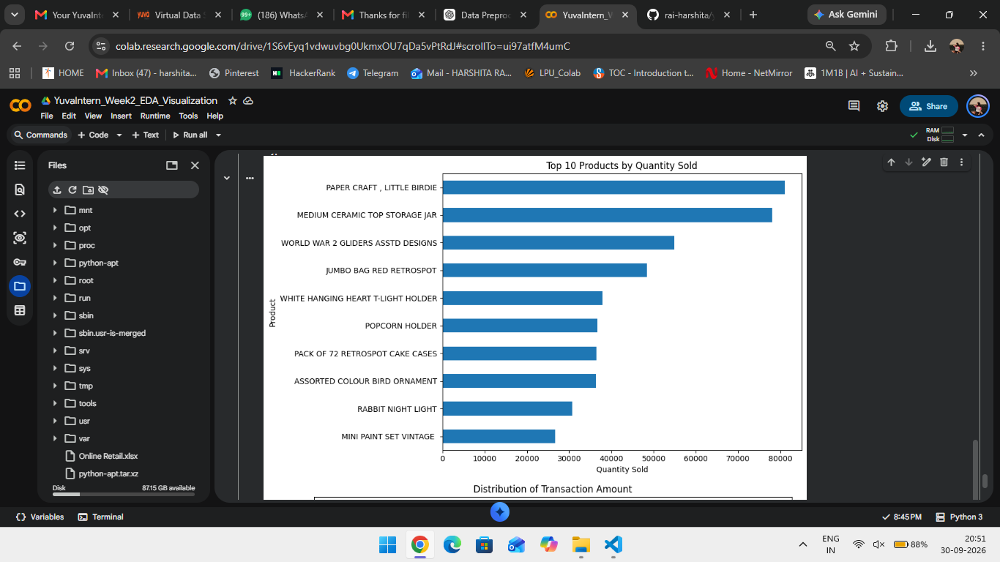 Your YuvaInte
YUVA Virtual Data S
99+ (186) WhatsA
Thanks for fil
Data Preproc
YuvaIntern_W
rai-harshita/y
Ask Gemini
colab.research.google.com/drive/1S6vEyq1vdwuvbg0UkmxOU7qDa5vPtRdJ#scrollTo=ui97atfM4umC
HOME
Inbox (47) - harshita...
Pinterest
HackerRank
Telegram
Mail - HARSHITA RA...
LPU_Colab
TOC - Introduction t...
Home - NetMirror
1M1B | AI + Sustain...
YuvaIntern_Week2_EDA_Visualization
File Edit View Insert Runtime Tools Help
Share
Commands + Code + Text Run all
RAM
Disk
Files
mnt
opt
proc
python-apt
root
run
sbin
sbin.usr-is-merged
srv
sys
tmp
tools
usr
var
Online Retail.xlsx
python-apt.tar.xz
Disk 87.15 GB available
Top 10 Products by Quantity Sold
Product
PAPER CRAFT , LITTLE BIRDIE
MEDIUM CERAMIC TOP STORAGE JAR
WORLD WAR 2 GLIDERS ASSTD DESIGNS
JUMBO BAG RED RETROSPOT
WHITE HANGING HEART T-LIGHT HOLDER
POPCORN HOLDER
PACK OF 72 RETROSPOT CAKE CASES
ASSORTED COLOUR BIRD ORNAMENT
RABBIT NIGHT LIGHT
MINI PAINT SET VINTAGE
0 10000 20000 30000 40000 50000 60000 70000 80000
Quantity Sold
Distribution of Transaction Amount
Variables Terminal
8:45 PM Python 3
88%
ENG
IN
20:51
30-09-2026